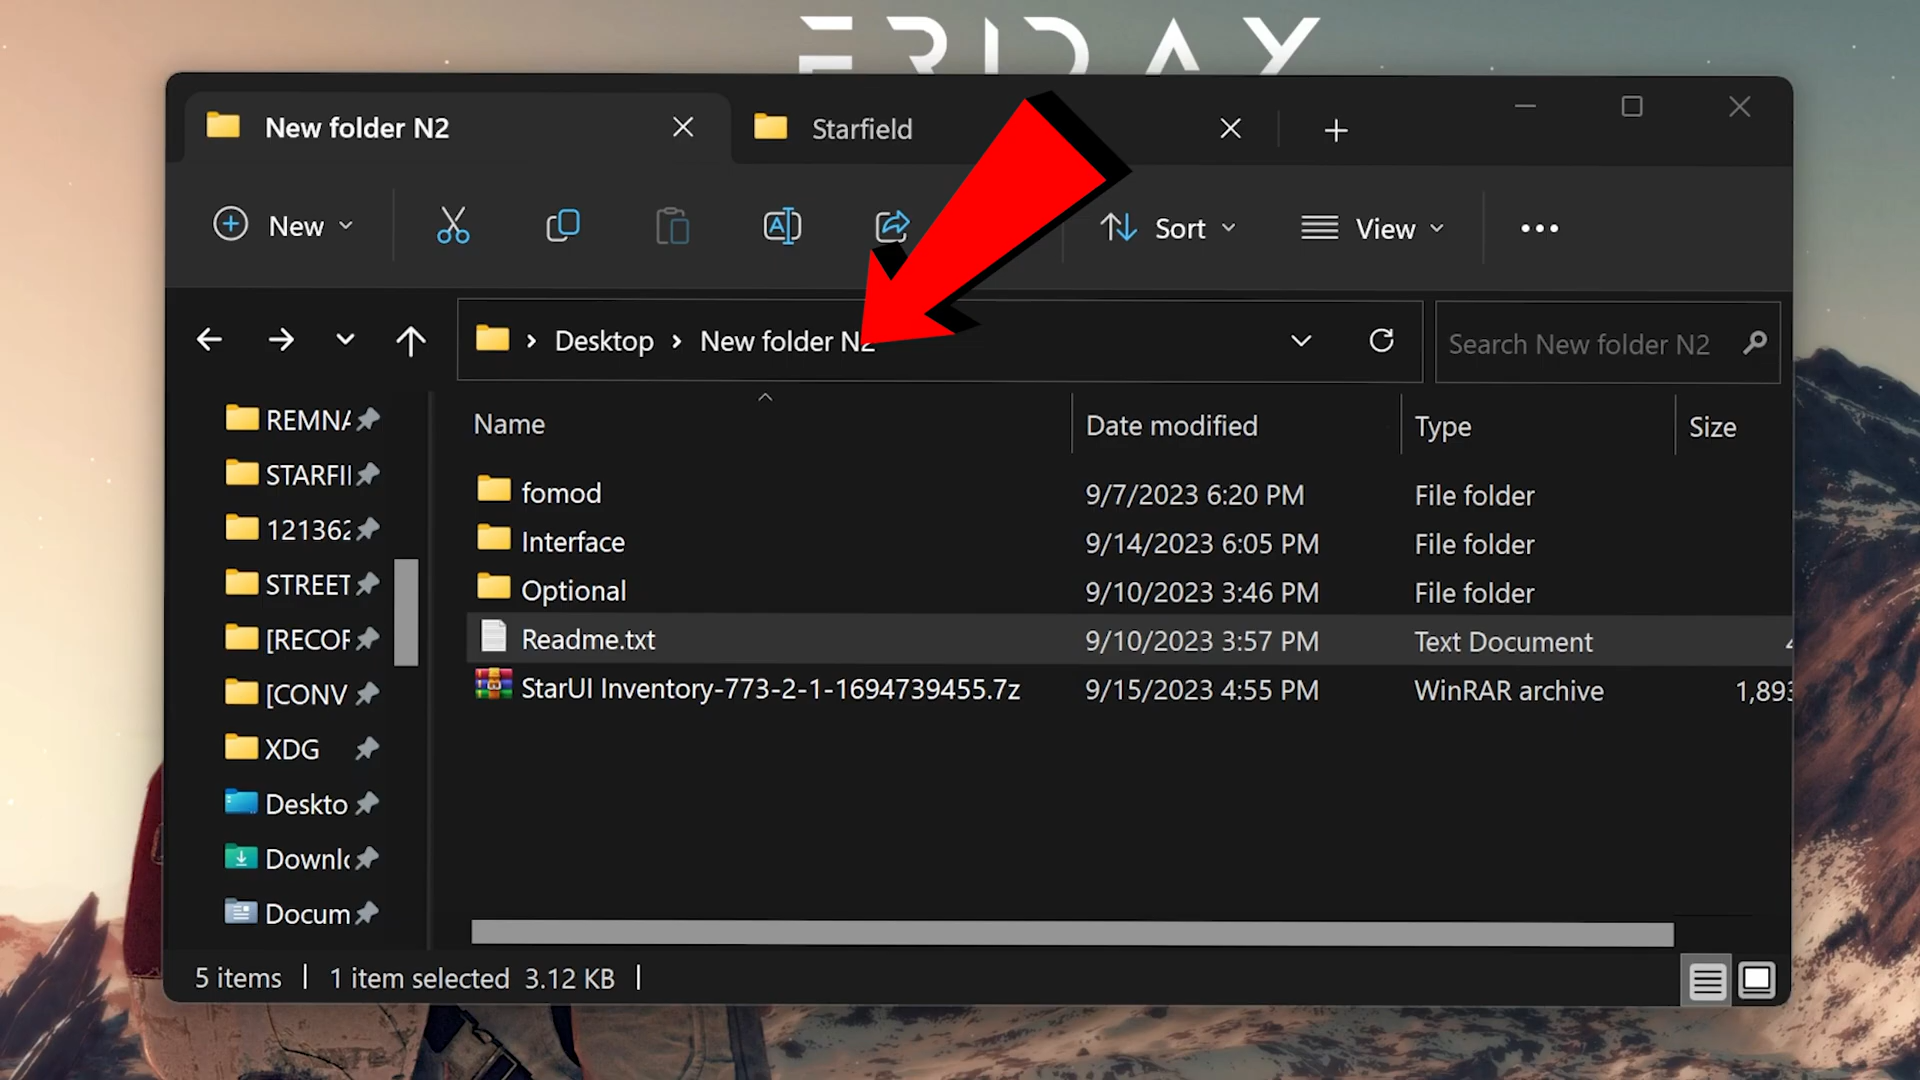 FRIDAY
New folder N2
Starfield
New
Sort
View
Desktop
New folder N2
Search New folder N2
REMNA
STARFI
121362
STREET
[RECOF
[CONV
XDG
Deskto
Downl
Docum
Name
Date modified
Type
Size
fomod
9/7/2023 6:20 PM
File folder
Interface
9/14/2023 6:05 PM
File folder
Optional
9/10/2023 3:46 PM
File folder
Readme.txt
9/10/2023 3:57 PM
Text Document
4
StarUI Inventory-773-2-1-1694739455.7z
9/15/2023 4:55 PM
WinRAR archive
1,893
5 items
1 item selected 3.12 KB